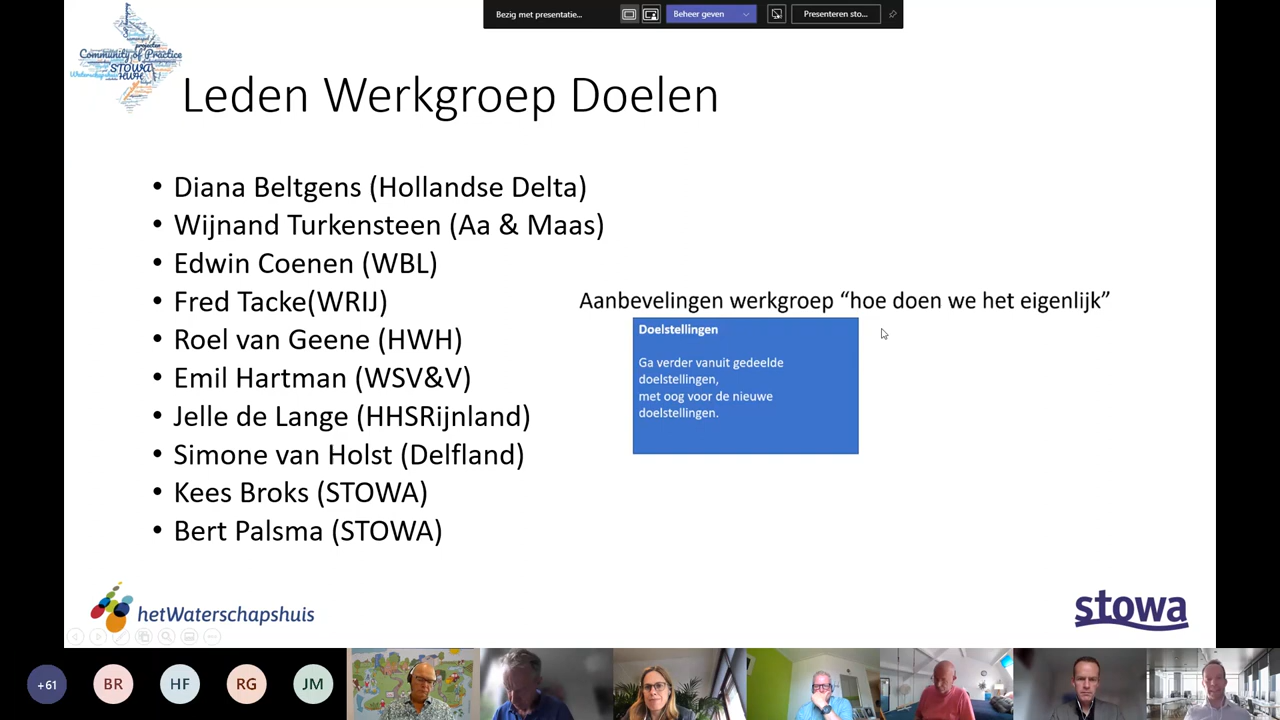 Bezig met presentatie...
Beheer geven
Presenteren sto...
projecten
Community of Practice
STOWA
HWH
Leden Werkgroep Doelen
• Diana Beltgens (Hollandse Delta)
• Wijnand Turkensteen (Aa & Maas)
• Edwin Coenen (WBL)
• Fred Tacke(WRIJ)
• Roel van Geene (HWH)
• Emil Hartman (WSV&V)
• Jelle de Lange (HHSRijnland)
• Simone van Holst (Delfland)
• Kees Broks (STOWA)
• Bert Palsma (STOWA)
Aanbevelingen werkgroep “hoe doen we het eigenlijk”
Doelstellingen
Ga verder vanuit gedeelde
doelstellingen,
met oog voor de nieuwe
doelstellingen.
hetWaterschapshuis
stowa
+61
BR
HF
RG
JM